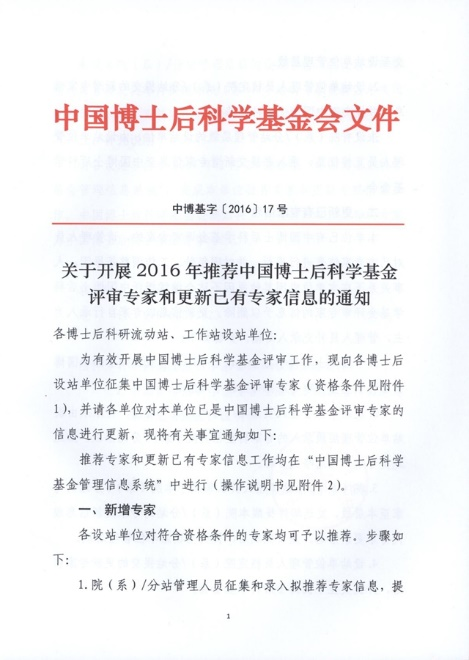 中国博士后科学基金会文件
中博基字〔2016〕17号
关于开展2016年推荐中国博士后科学基金
评审专家和更新已有专家信息的通知
各博士后科研流动站、工作站设站单位:
为有效开展中国博士后科学基金评审工作，现向各博士后
设站单位征集中国博士后科学基金评审专家（资格条件见附件
1），并请各单位对本单位已是中国博士后科学基金评审专家的
信息进行更新，现将有关事宜通知如下:
推荐专家和更新已有专家信息工作均在“中国博士后科学
基金管理信息系统”中进行（操作说明书见附件2）。
一、新增专家
各设站单位对符合资格条件的专家均可予以推荐，步骤如
下:
1.院（系）/分站管理人员征集和录入拟推荐专家信息，提
1